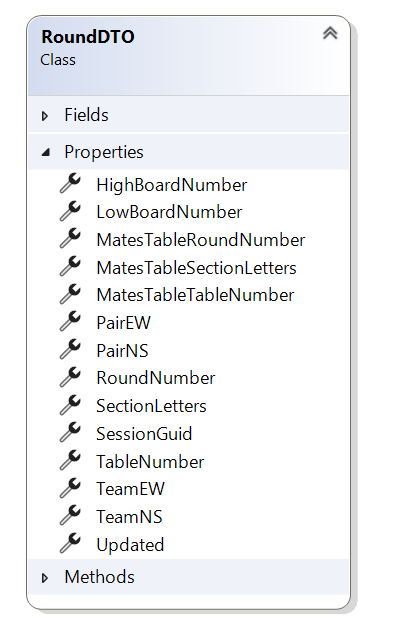 RoundDTO
Class
Fields
Properties
HighBoardNumber
LowBoardNumber
MatesTableRoundNumber
MatesTableSectionLetters
MatesTableTableNumber
PairEW
PairNS
RoundNumber
SectionLetters
SessionGuid
TableNumber
TeamEW
TeamNS
Updated
Methods